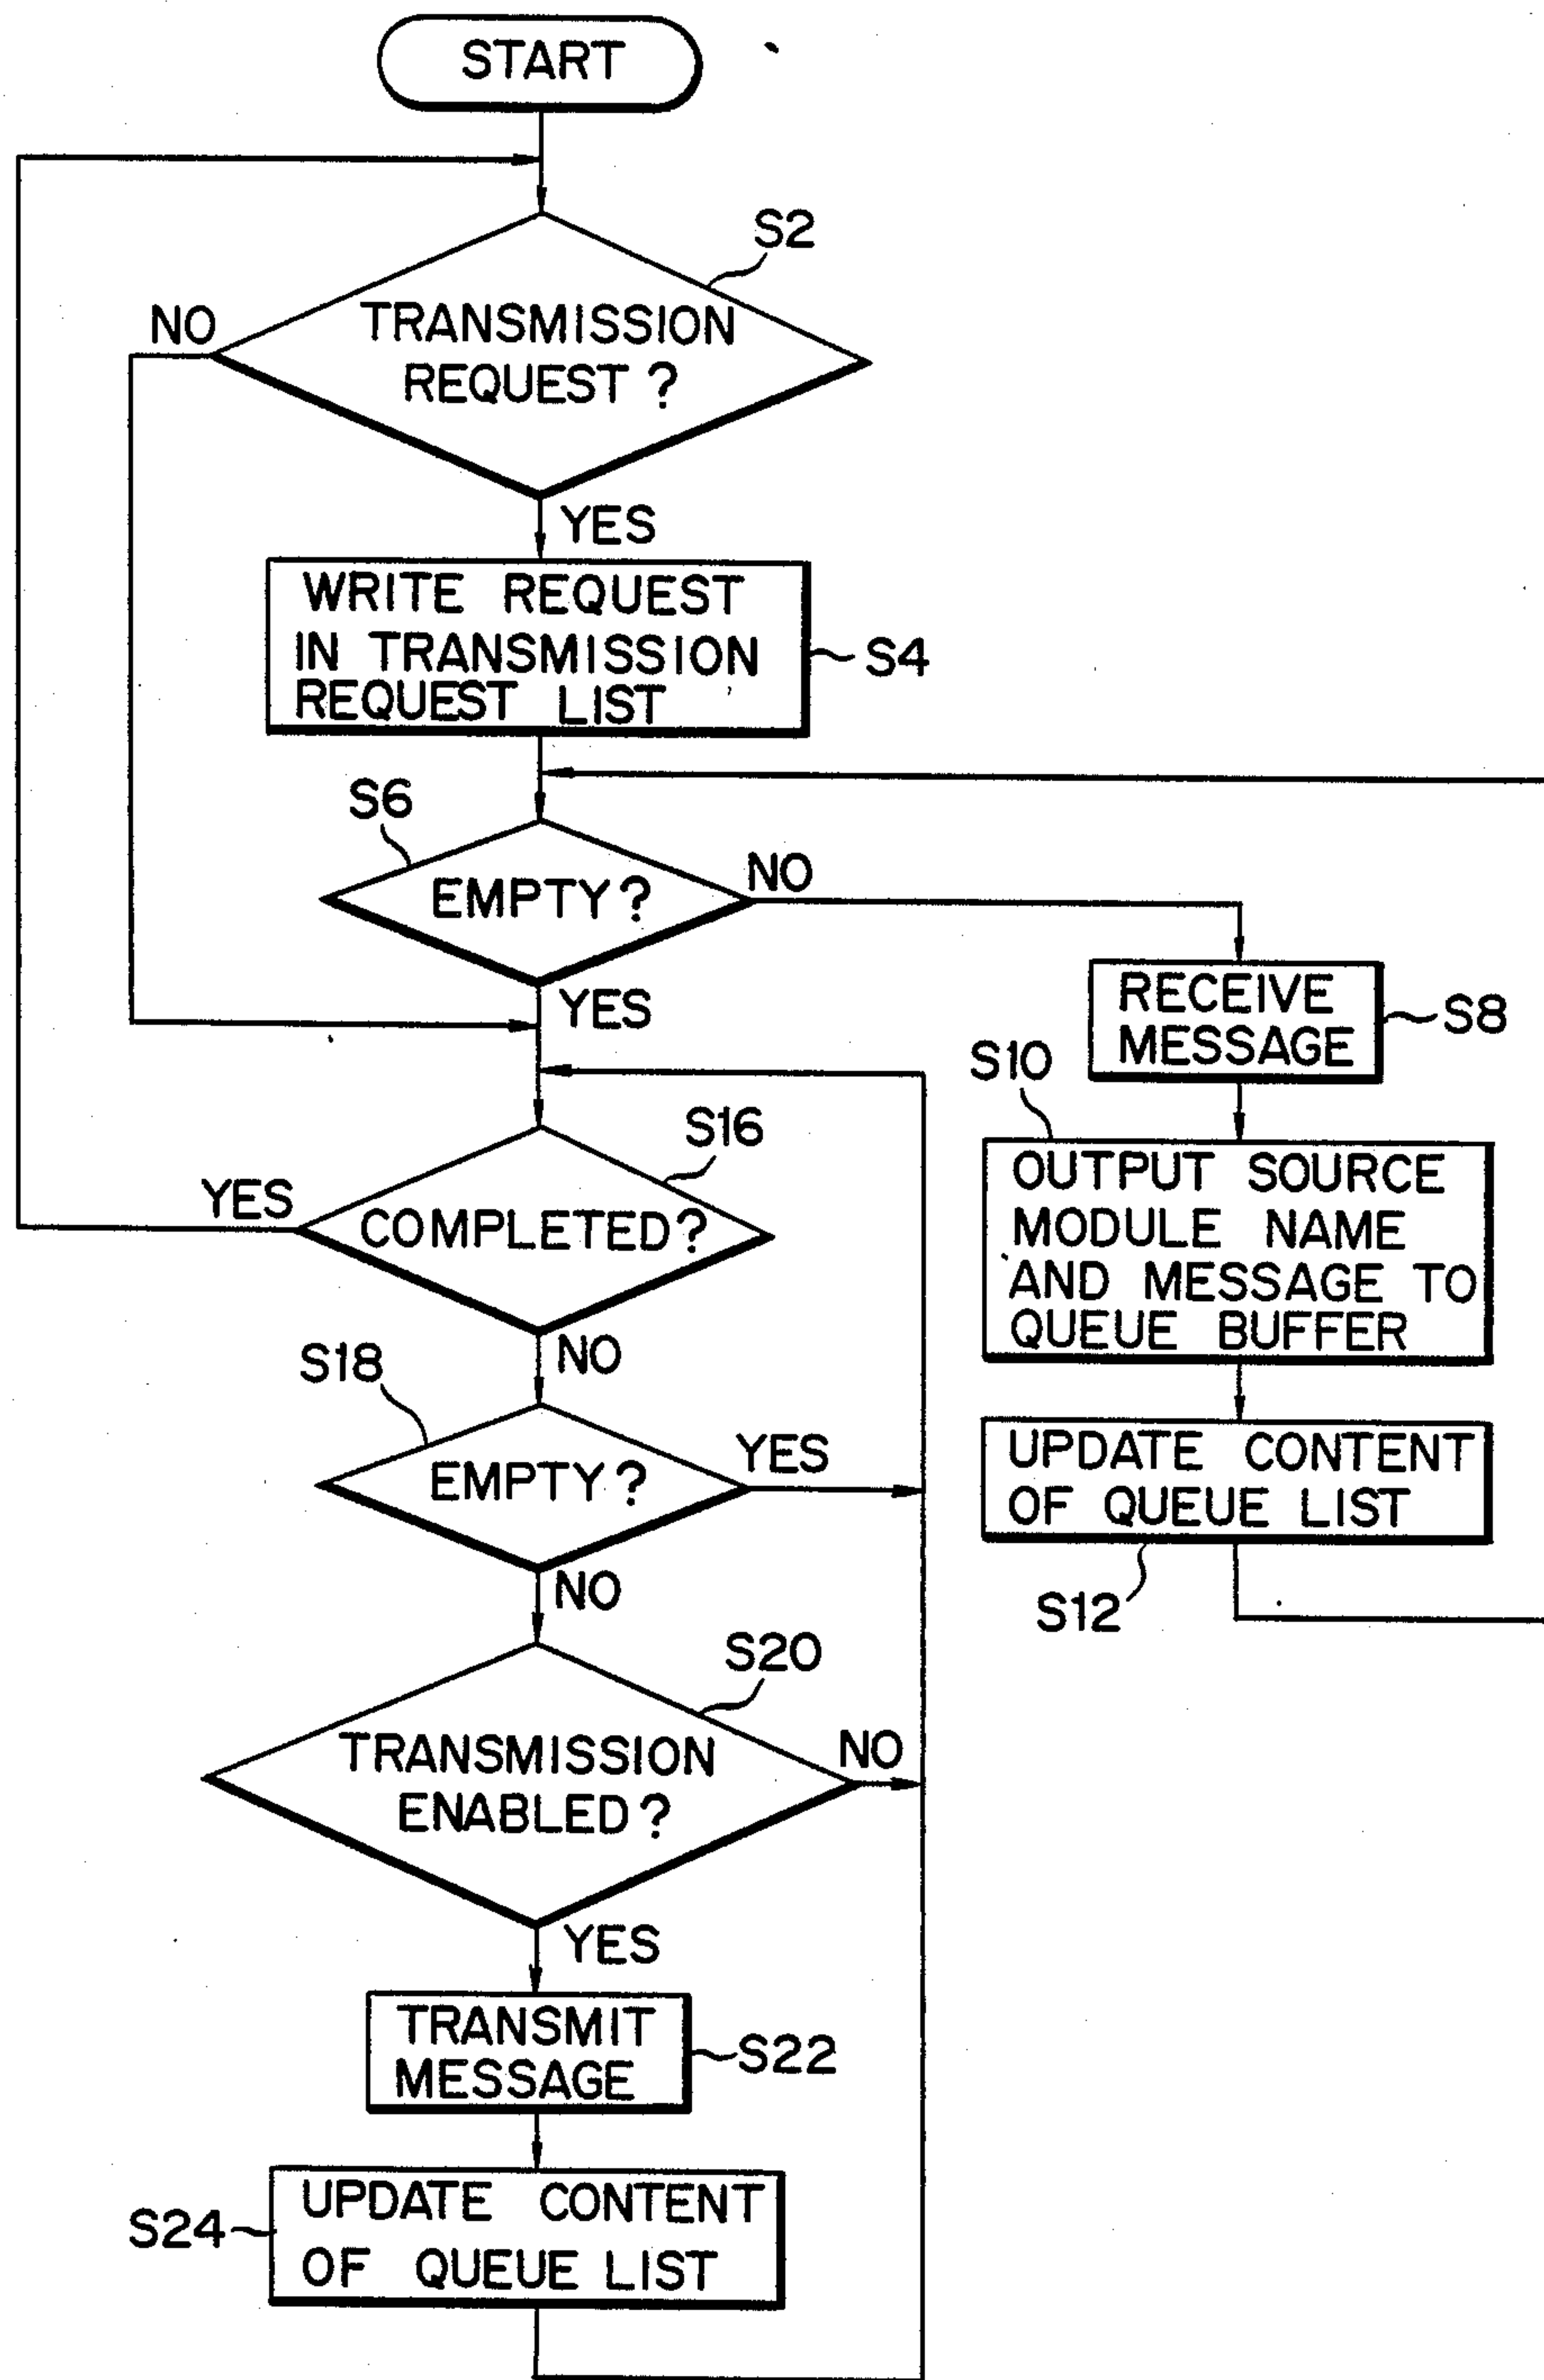 START
S2
NO
TRANSMISSION
REQUEST?
YES
WRITE REQUEST
IN TRANSMISSION
REQUEST LIST
S4
S6
EMPTY?
NO
YES
RECEIVE
MESSAGE
S8
S10
OUTPUT SOURCE
MODULE NAME
AND MESSAGE TO
QUEUE BUFFER
UPDATE CONTENT
OF QUEUE LIST
S12
S16
YES
COMPLETED?
NO
S18
EMPTY?
YES
NO
S20
TRANSMISSION
ENABLED?
NO
YES
TRANSMIT
MESSAGE
S22
UPDATE CONTENT
OF QUEUE LIST
S24